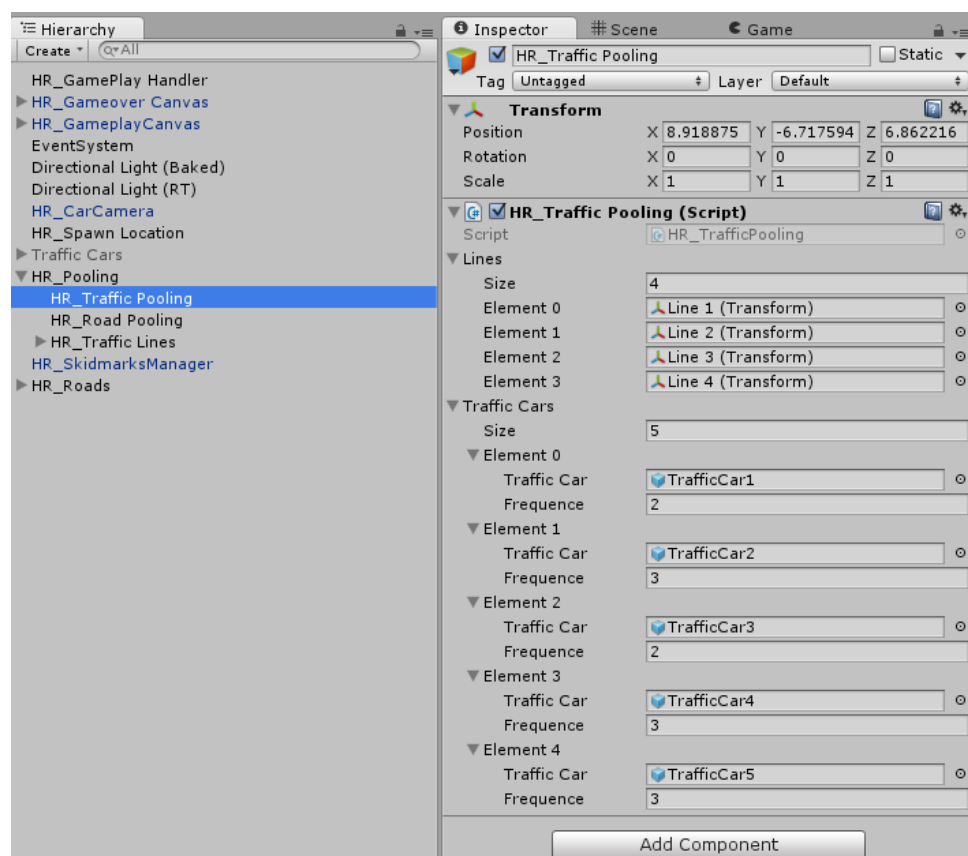 Hierarchy
Create All
HR_GamePlay Handler
HR_Gameover Canvas
HR_GameplayCanvas
EventSystem
Directional Light (Baked)
Directional Light (RT)
HR_CarCamera
HR_Spawn Location
Traffic Cars
HR_Pooling
HR_Traffic Pooling
HR_Road Pooling
HR_Traffic Lines
HR_SkidmarksManager
HR_Roads
Inspector Scene Game
HR_Traffic Pooling Static
Tag Untagged Layer Default
Transform
Position X 8.918875 Y -6.717594 Z 6.862216
Rotation X 0 Y 0 Z 0
Scale X 1 Y 1 Z 1
HR_Traffic Pooling (Script)
Script HR_TrafficPooling
Lines
Size 4
Element 0 Line 1 (Transform)
Element 1 Line 2 (Transform)
Element 2 Line 3 (Transform)
Element 3 Line 4 (Transform)
Traffic Cars
Size 5
Element 0
Traffic Car TrafficCar1
Frequence 2
Element 1
Traffic Car TrafficCar2
Frequence 3
Element 2
Traffic Car TrafficCar3
Frequence 2
Element 3
Traffic Car TrafficCar4
Frequence 3
Element 4
Traffic Car TrafficCar5
Frequence 3
Add Component